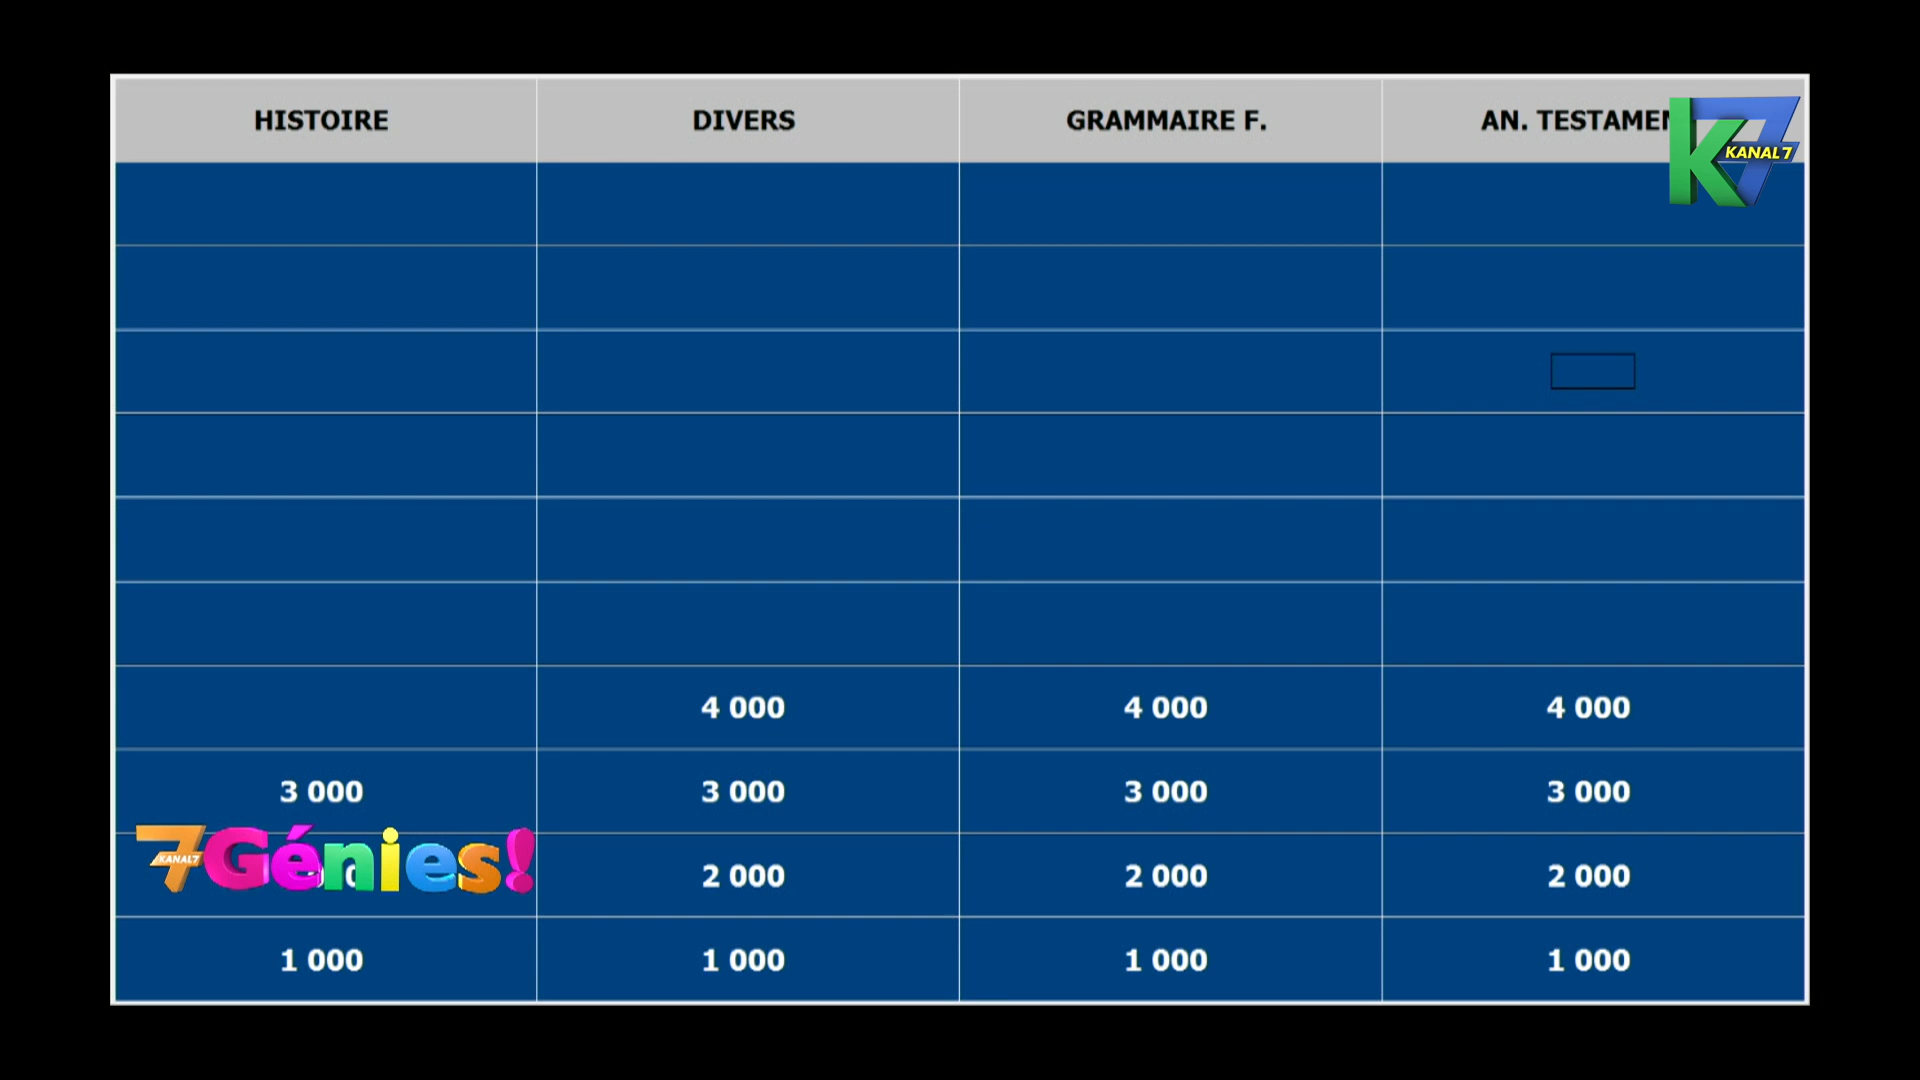 HISTOIRE DIVERS GRAMMAIRE F. AN. TESTAMEN
KANAL7
4 000 4 000 4 000
3 000 3 000 3 000 3 000
7 KANAL7 Génies!
2 000 2 000 2 000
1 000 1 000 1 000 1 000